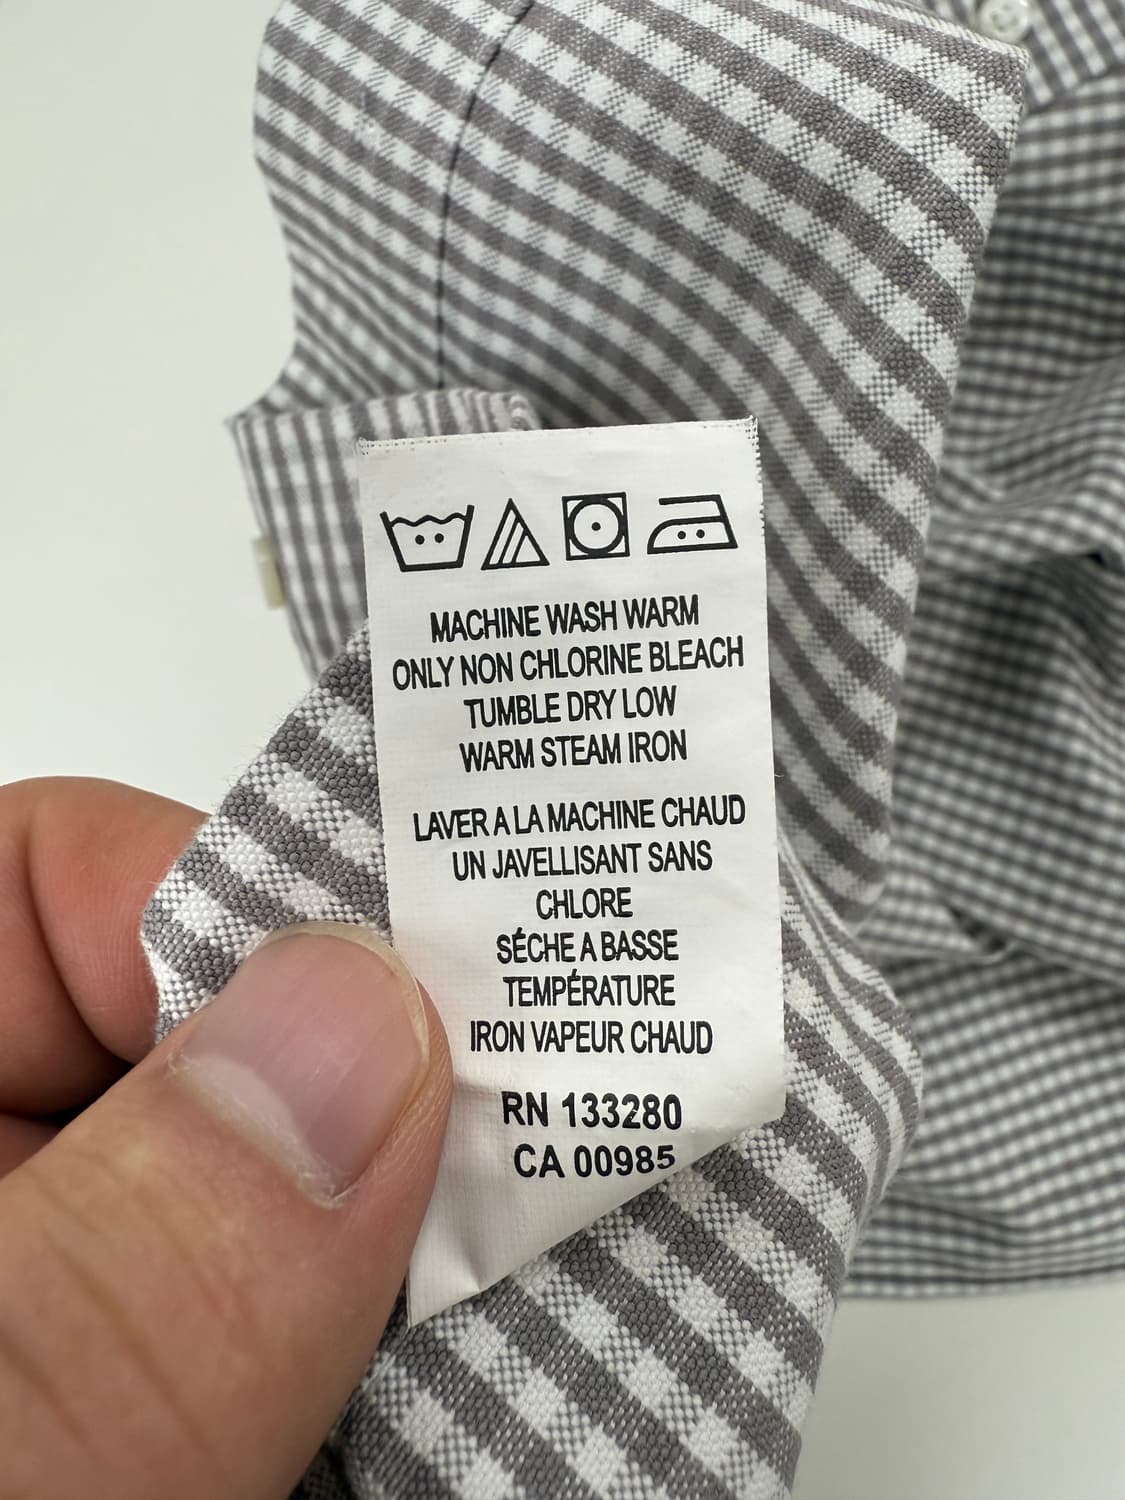 MACHINE WASH WARM
ONLY NON CHLORINE BLEACH
TUMBLE DRY LOW
WARM STEAM IRON
LAVER A LA MACHINE CHAUD
UN JAVELLISANT SANS
CHLORE
SÉCHE A BASSE
TEMPÉRATURE
IRON VAPEUR CHAUD
RN 133280
CA 00985